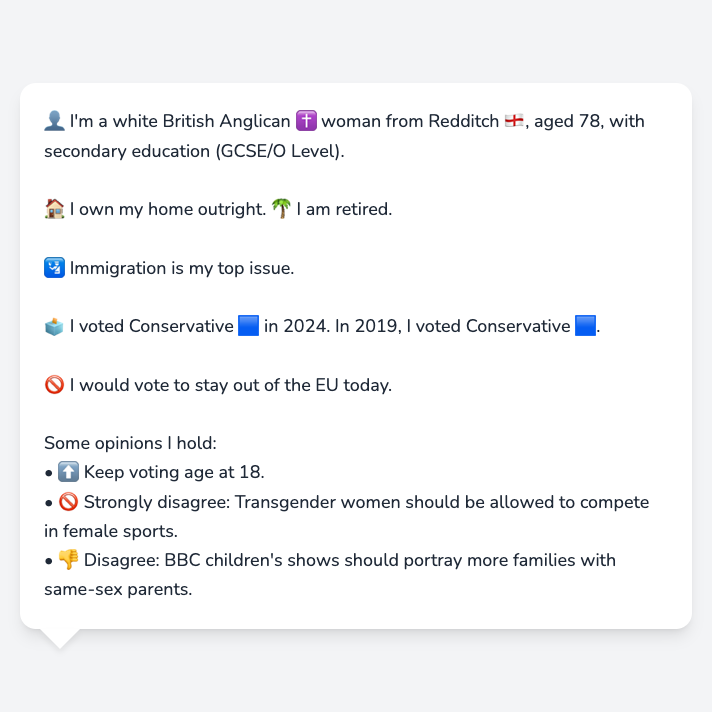 👤 I'm a white British Anglican ✝️ woman from Redditch 🏴󠁧󠁢󠁥󠁮󠁧󠁿, aged 78, with
secondary education (GCSE/O Level).
🏠 I own my home outright. 🌴 I am retired.
🛂 Immigration is my top issue.
🗳️ I voted Conservative 🟦 in 2024. In 2019, I voted Conservative 🟦.
🚫 I would vote to stay out of the EU today.
Some opinions I hold:
• ⬆️ Keep voting age at 18.
• 🚫 Strongly disagree: Transgender women should be allowed to compete
in female sports.
• 👎 Disagree: BBC children's shows should portray more families with
same-sex parents.